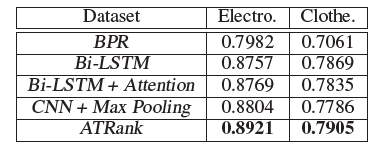 Dataset Electro. Clothe.
BPR 0.7982 0.7061
Bi-LSTM 0.8757 0.7869
Bi-LSTM + Attention 0.8769 0.7835
CNN + Max Pooling 0.8804 0.7786
ATRank 0.8921 0.7905